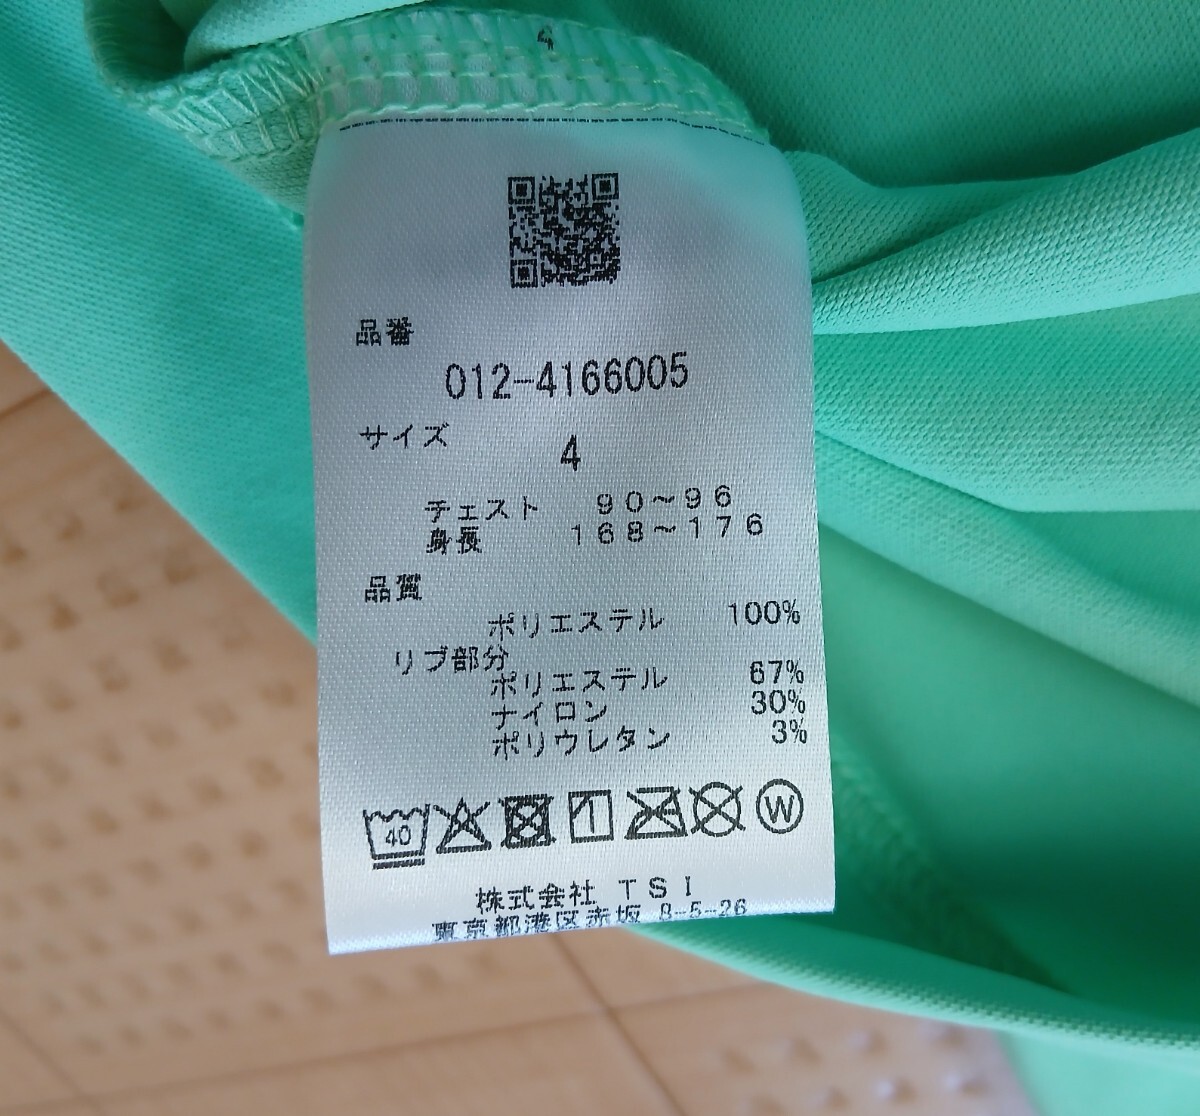 4
品番
012-4166005
サイズ 4
チェスト 90~96
身長 168~176
品質
ポリエステル 100%
リブ部分
ポリエステル 67%
ナイロン 30%
ポリウレタン 3%
40 W
株式会社 TSI
東京都港区赤坂 8-5-26